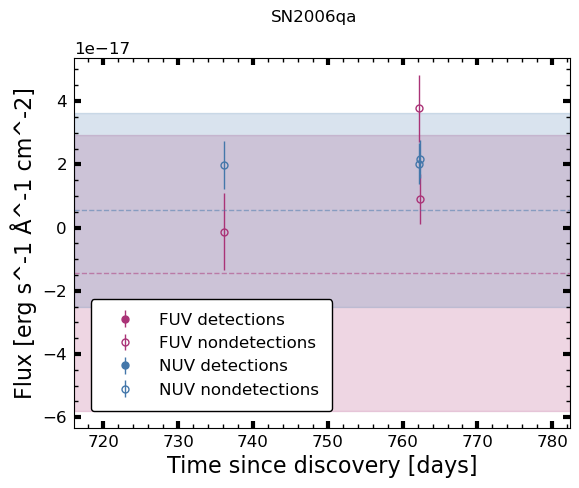 SN2006qa
1e−17
Flux [erg s^-1 Å^-1 cm^-2]
4
2
0
−2
−4
−6
FUV detections
FUV nondetections
NUV detections
NUV nondetections
720 730 740 750 760 770 780
Time since discovery [days]